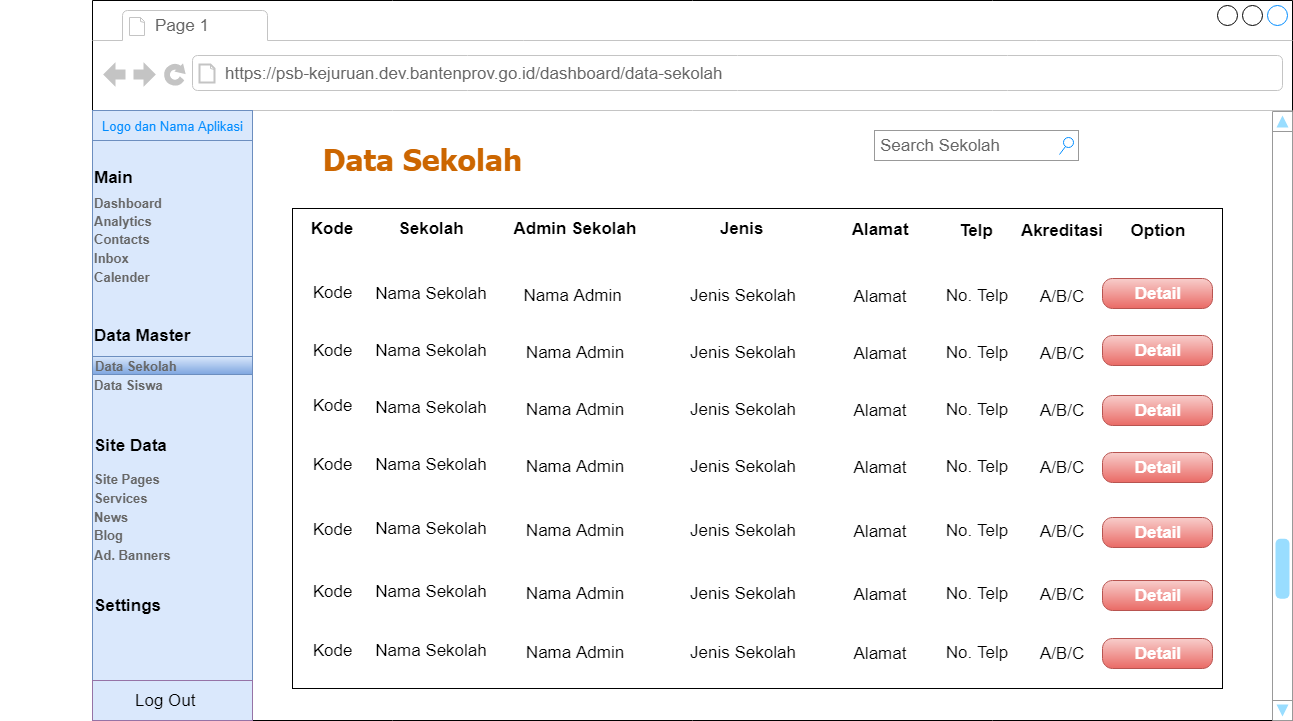 Page 1
https://psb-kejuruan.dev.bantenprov.go.id/dashboard/data-sekolah
Logo dan Nama Aplikasi
Main
Dashboard
Analytics
Contacts
Inbox
Calender
Data Master
Data Sekolah
Data Siswa
Site Data
Site Pages
Services
News
Blog
Ad. Banners
Settings
Log Out
Data Sekolah
Search Sekolah
Kode Sekolah Admin Sekolah Jenis Alamat Telp Akreditasi Option
Kode Nama Sekolah Nama Admin Jenis Sekolah Alamat No. Telp A/B/C Detail
Kode Nama Sekolah Nama Admin Jenis Sekolah Alamat No. Telp A/B/C Detail
Kode Nama Sekolah Nama Admin Jenis Sekolah Alamat No. Telp A/B/C Detail
Kode Nama Sekolah Nama Admin Jenis Sekolah Alamat No. Telp A/B/C Detail
Kode Nama Sekolah Nama Admin Jenis Sekolah Alamat No. Telp A/B/C Detail
Kode Nama Sekolah Nama Admin Jenis Sekolah Alamat No. Telp A/B/C Detail
Kode Nama Sekolah Nama Admin Jenis Sekolah Alamat No. Telp A/B/C Detail